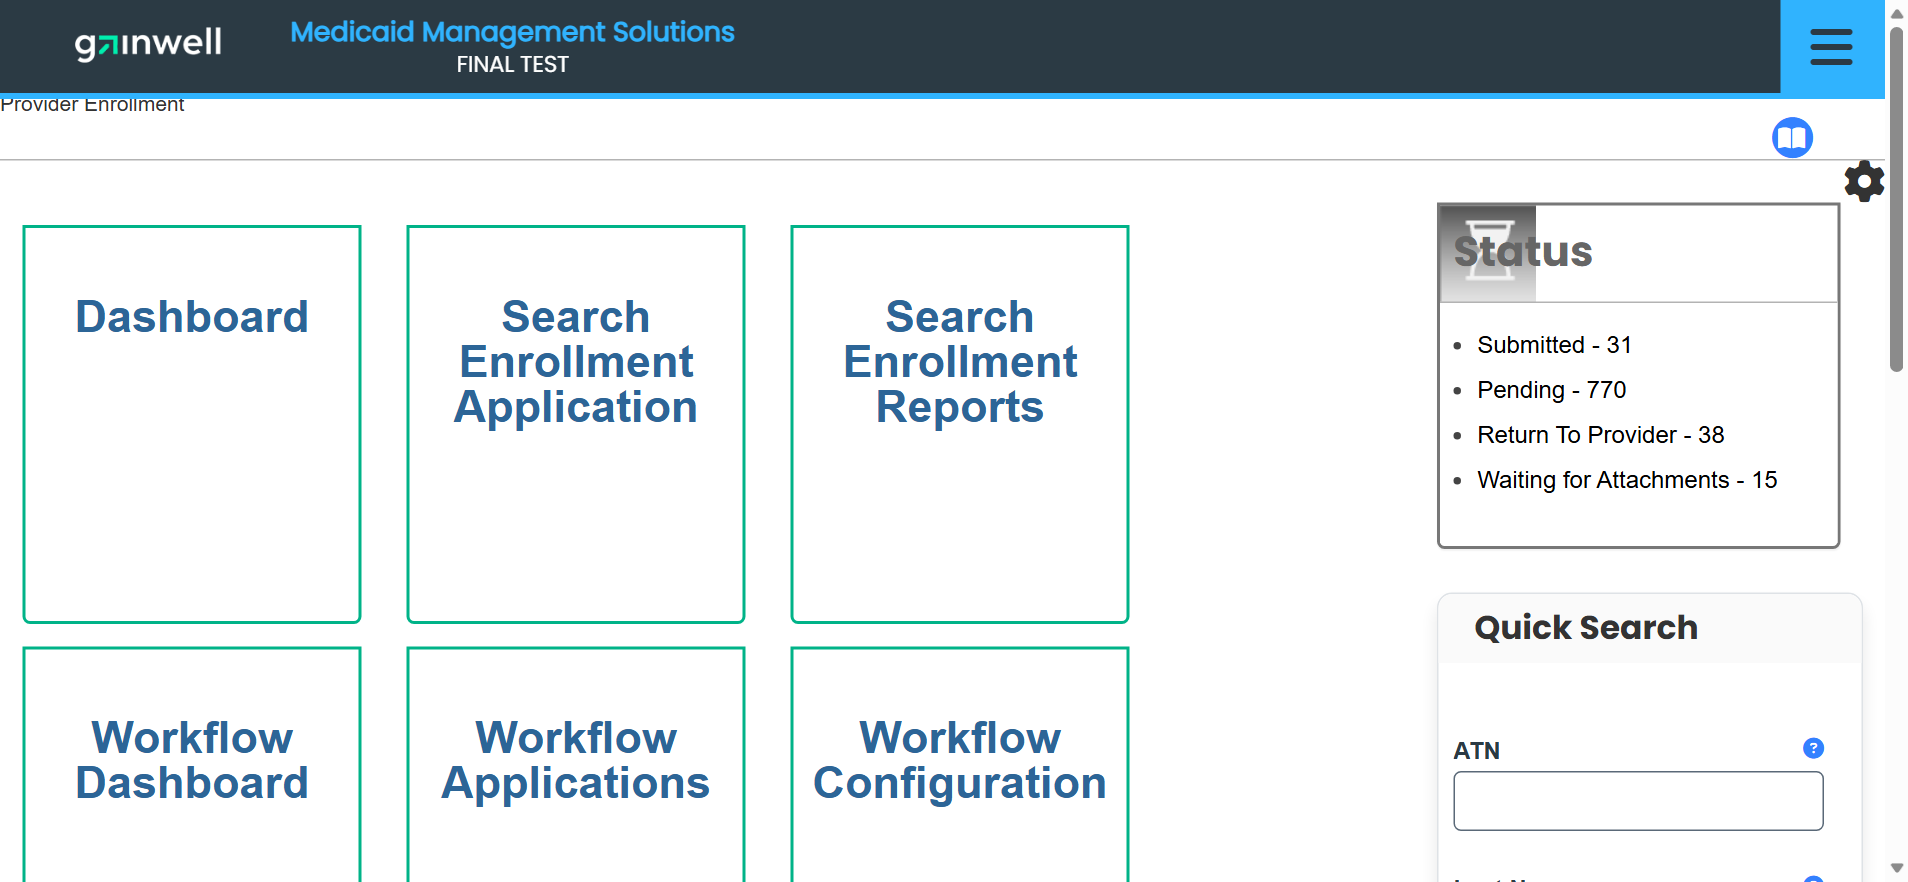 gainwell
Medicaid Management Solutions
FINAL TEST
Provider Enrollment
Dashboard
Search
Enrollment
Application
Search
Enrollment
Reports
Status
Submitted - 31
Pending - 770
Return To Provider - 38
Waiting for Attachments - 15
Workflow
Dashboard
Workflow
Applications
Workflow
Configuration
Quick Search
ATN
?